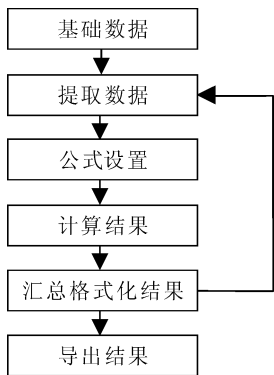 基础数据
提取数据
公式设置
计算结果
汇总格式化结果
导出结果